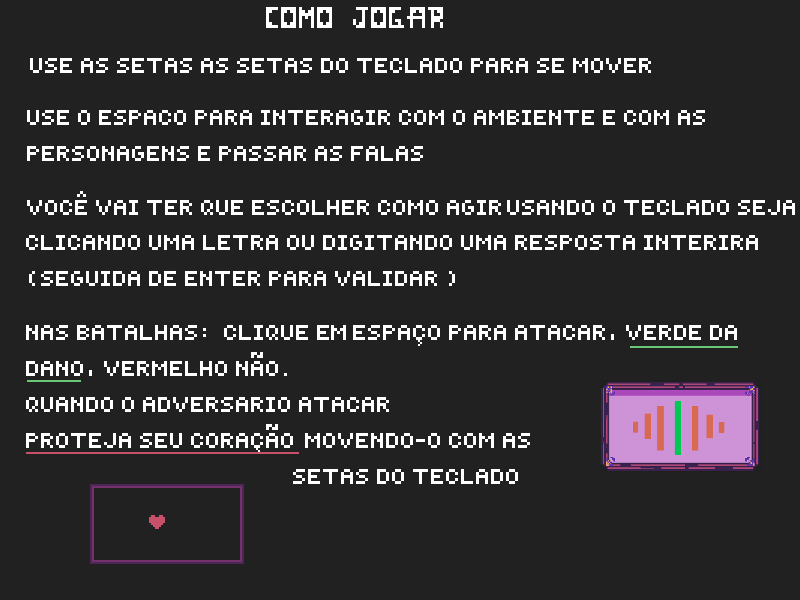 COMO JOGAR
USE AS SETAS AS SETAS DO TECLADO PARA SE MOVER
USE O ESPACO PARA INTERAGIR COM O AMBIENTE E COM AS
PERSONAGENS E PASSAR AS FALAS
VOCÊ VAI TER QUE ESCOLHER COMO AGIR USANDO O TECLADO SEJA
CLICANDO UMA LETRA OU DIGITANDO UMA RESPOSTA INTERIRA
(SEGUIDA DE ENTER PARA VALIDAR )
NAS BATALHAS: CLIQUE EM ESPAÇO PARA ATACAR, VERDE DA
DANO, VERMELHO NÃO.
QUANDO O ADVERSARIO ATACAR
PROTEJA SEU CORAÇÃO MOVENDO-O COM AS
SETAS DO TECLADO